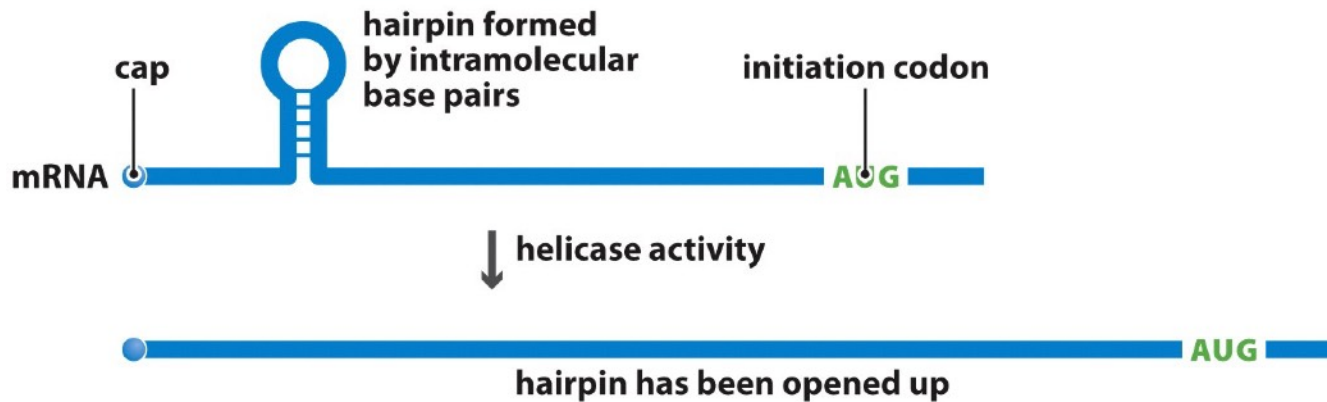 cap
hairpin formed
by intramolecular
base pairs
initiation codon
mRNA
AUG
helicase activity
AUG
hairpin has been opened up